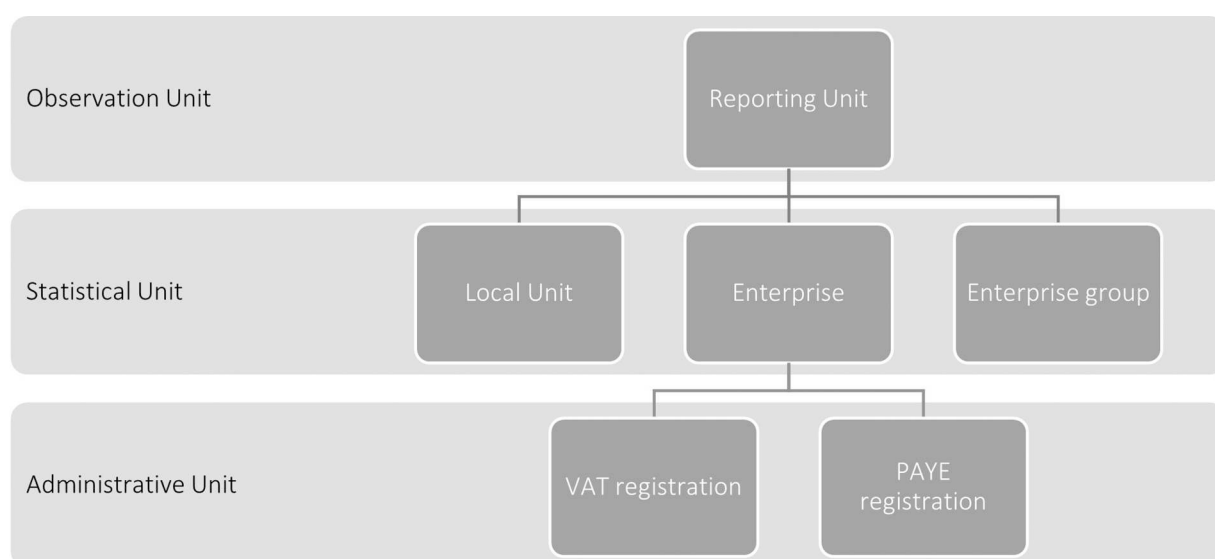 Observation Unit
Reporting Unit
Statistical Unit
Local Unit
Enterprise
Enterprise group
Administrative Unit
VAT registration
PAYE
registration